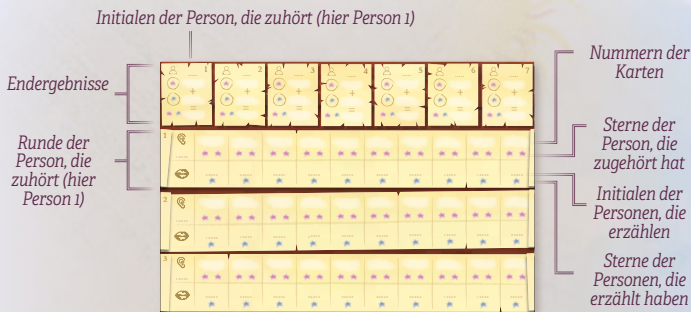 Initialen der Person, die zuhört (hier Person 1)
Endergebnisse
Runde der
Person, die
zuhört (hier
Person 1)
1 2 3 4 5 6 7
+ + + + + + +
1
2
3
Nummern der
Karten
Sterne der
Person, die
zugehört hat
Initialen der
Personen, die
erzählen
Sterne der
Personen, die
erzählt haben